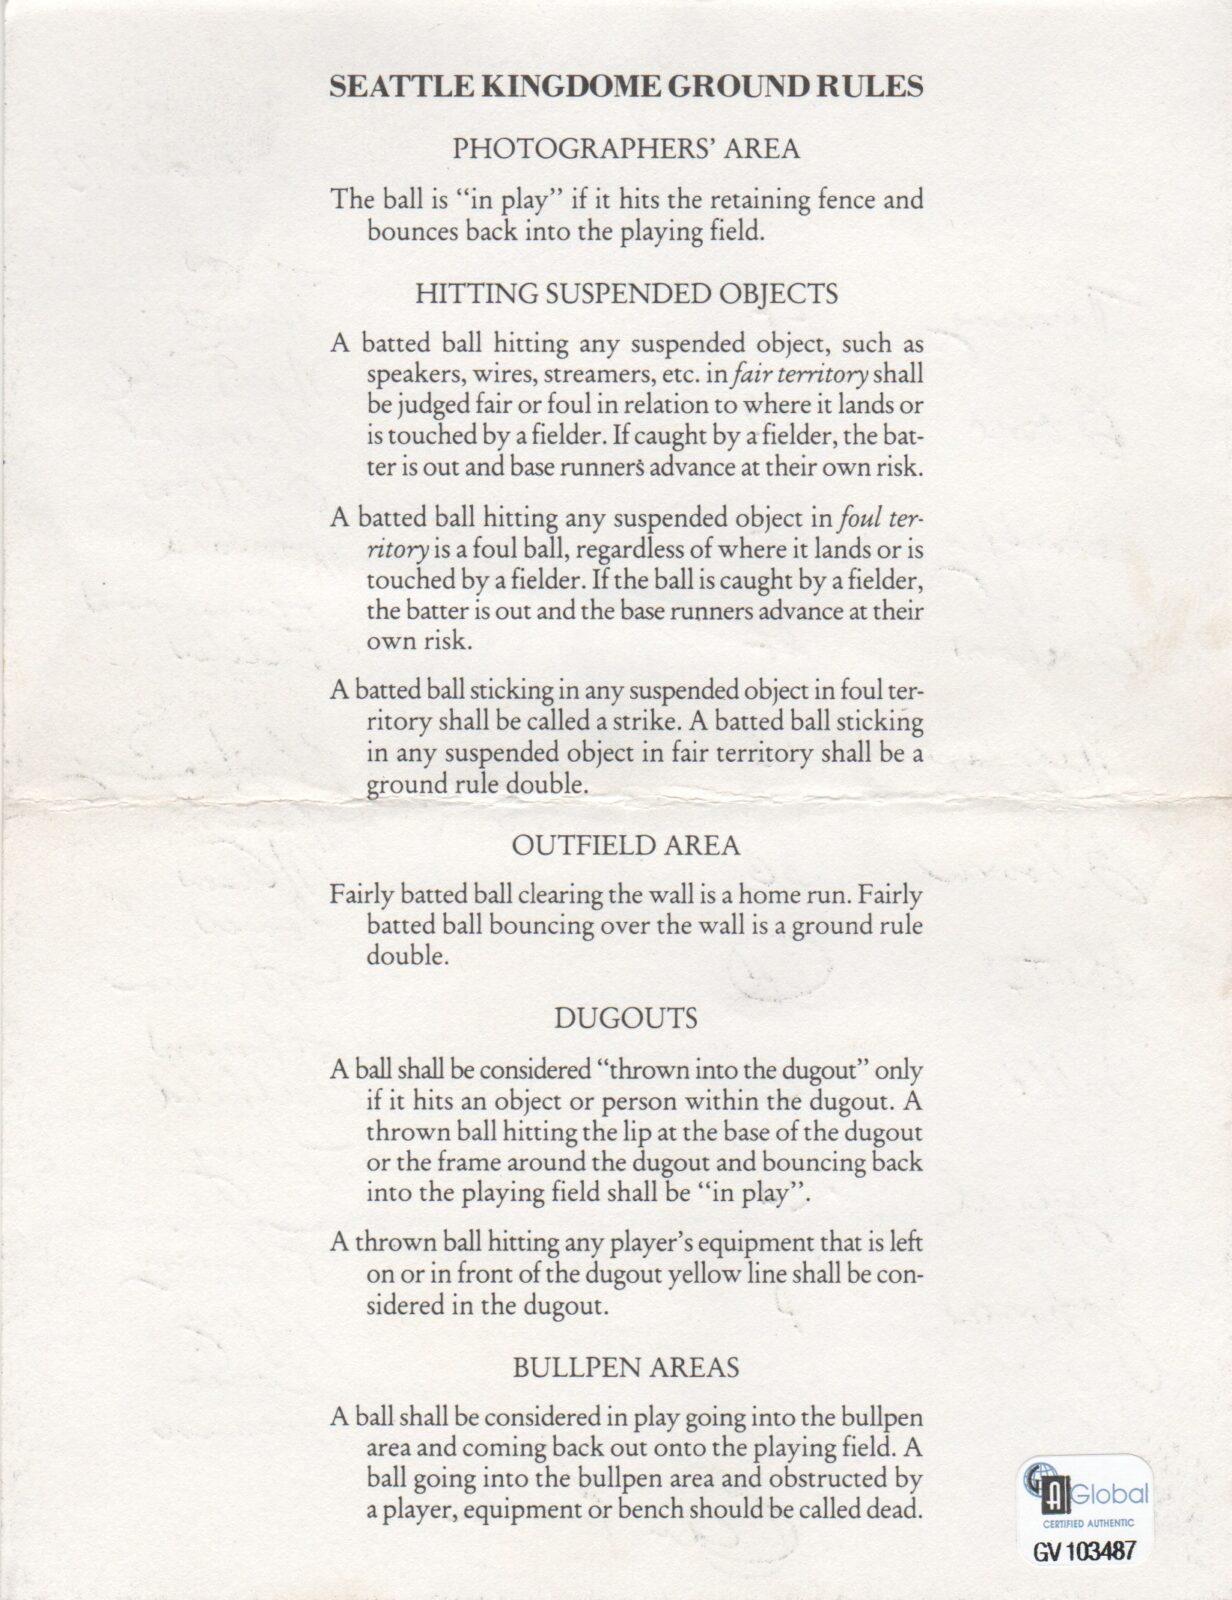 SEATTLE KINGDOME GROUND RULES
PHOTOGRAPHERS’ AREA
The ball is “in play” if it hits the retaining fence and
bounces back into the playing field.
HITTING SUSPENDED OBJECTS
A batted ball hitting any suspended object, such as
speakers, wires, streamers, etc. in fair territory shall
be judged fair or foul in relation to where it lands or
is touched by a fielder. If caught by a fielder, the bat-
ter is out and base runners advance at their own risk.
A batted ball hitting any suspended object in foul ter-
ritory is a foul ball, regardless of where it lands or is
touched by a fielder. If the ball is caught by a fielder,
the batter is out and the base runners advance at their
own risk.
A batted ball sticking in any suspended object in foul ter-
ritory shall be called a strike. A batted ball sticking
in any suspended object in fair territory shall be a
ground rule double.
OUTFIELD AREA
Fairly batted ball clearing the wall is a home run. Fairly
batted ball bouncing over the wall is a ground rule
double.
DUGOUTS
A ball shall be considered “thrown into the dugout” only
if it hits an object or person within the dugout. A
thrown ball hitting the lip at the base of the dugout
or the frame around the dugout and bouncing back
into the playing field shall be “in play”.
A thrown ball hitting any player’s equipment that is left
on or in front of the dugout yellow line shall be con-
sidered in the dugout.
BULLPEN AREAS
A ball shall be considered in play going into the bullpen
area and coming back out onto the playing field. A
ball going into the bullpen area and obstructed by
a player, equipment or bench should be called dead.
GA Global
CERTIFIED AUTHENTIC
GV 103487